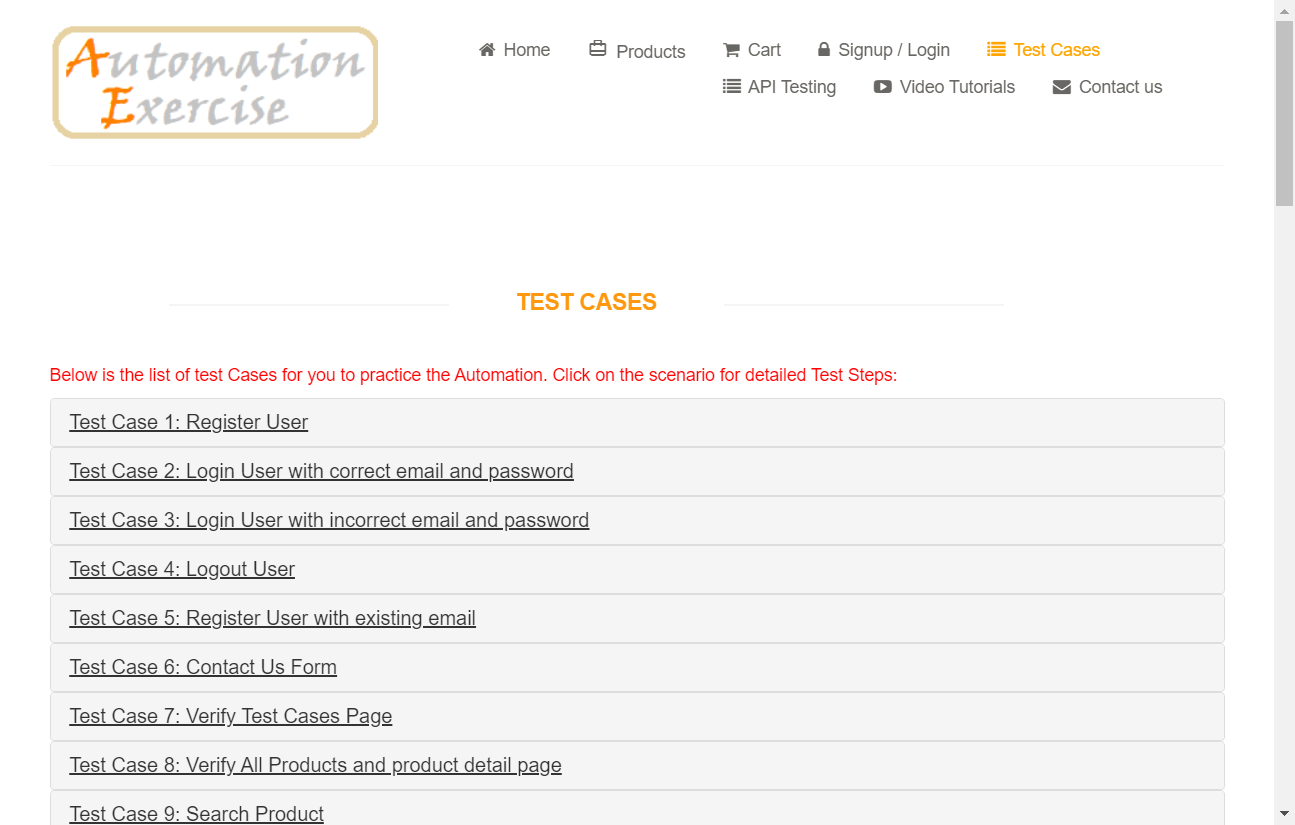 Automation
Exercise
Home
Products
Cart
Signup / Login
Test Cases
API Testing
Video Tutorials
Contact us
TEST CASES
Below is the list of test Cases for you to practice the Automation. Click on the scenario for detailed Test Steps:
Test Case 1: Register User
Test Case 2: Login User with correct email and password
Test Case 3: Login User with incorrect email and password
Test Case 4: Logout User
Test Case 5: Register User with existing email
Test Case 6: Contact Us Form
Test Case 7: Verify Test Cases Page
Test Case 8: Verify All Products and product detail page
Test Case 9: Search Product